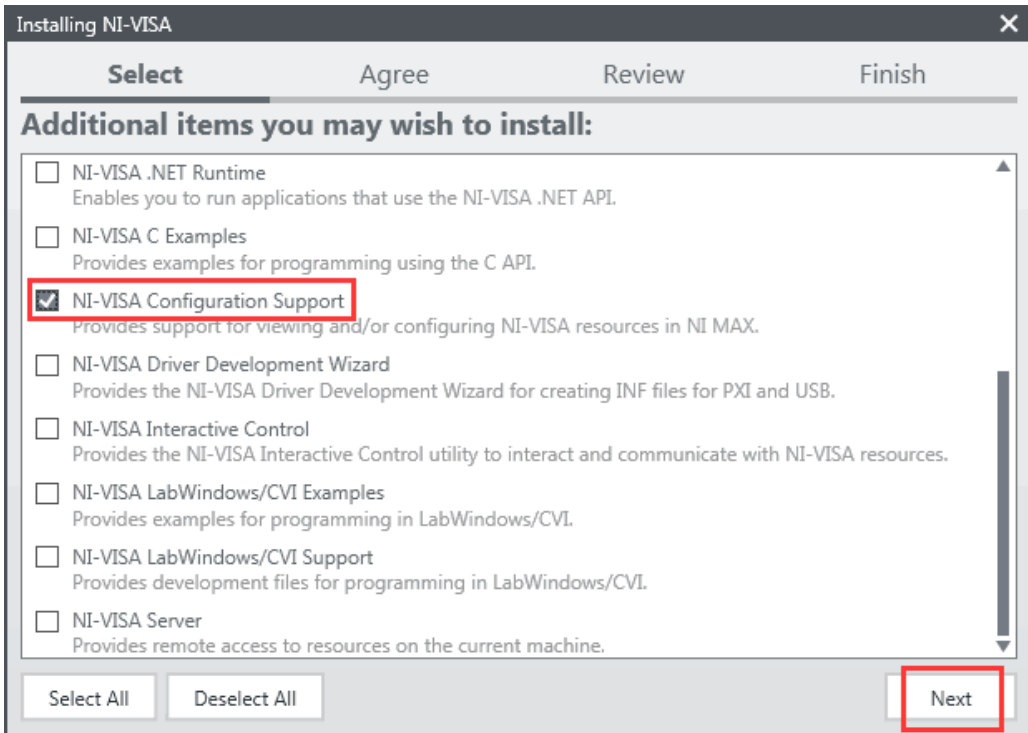 Installing NI-VISA
Select Agree Review Finish
Additional items you may wish to install:
NI-VISA .NET Runtime
Enables you to run applications that use the NI-VISA .NET API.
NI-VISA C Examples
Provides examples for programming using the C API.
NI-VISA Configuration Support
Provides support for viewing and/or configuring NI-VISA resources in NI MAX.
NI-VISA Driver Development Wizard
Provides the NI-VISA Driver Development Wizard for creating INF files for PXI and USB.
NI-VISA Interactive Control
Provides the NI-VISA Interactive Control utility to interact and communicate with NI-VISA resources.
NI-VISA LabWindows/CVI Examples
Provides examples for programming in LabWindows/CVI.
NI-VISA LabWindows/CVI Support
Provides development files for programming in LabWindows/CVI.
NI-VISA Server
Provides remote access to resources on the current machine.
Select All Deselect All Next